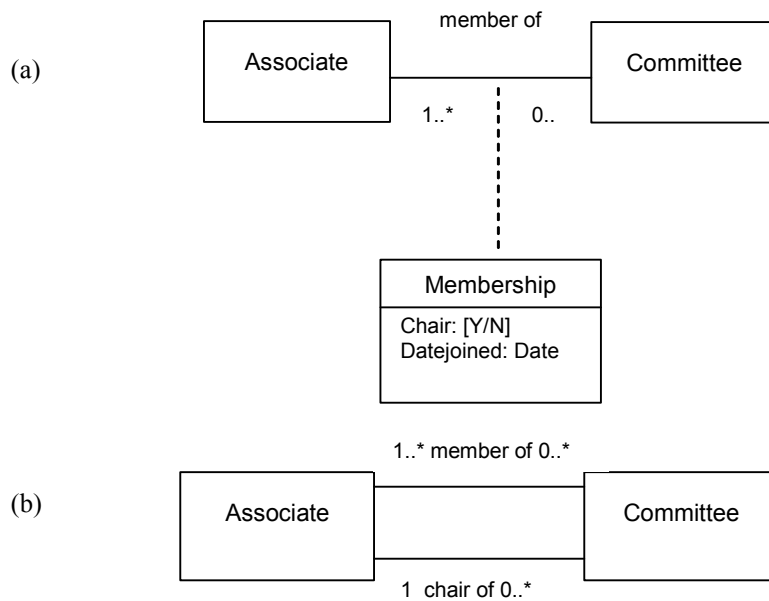 member of
(a)
Associate
Committee
1..*
0..
Membership
Chair: [Y/N]
Datejoined: Date
1..* member of 0..*
(b)
Associate
Committee
1 chair of 0..*